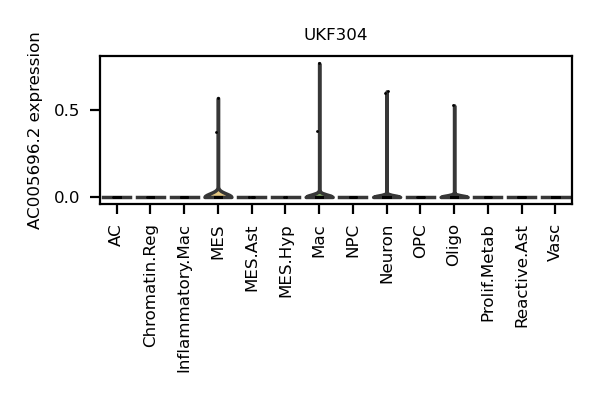 UKF304
AC005696.2 expression
0.5
0.0
AC
Chromatin.Reg
Inflammatory.Mac
MES
MES.Ast
MES.Hyp
Mac
NPC
Neuron
OPC
Oligo
Prolif.Metab
Reactive.Ast
Vasc